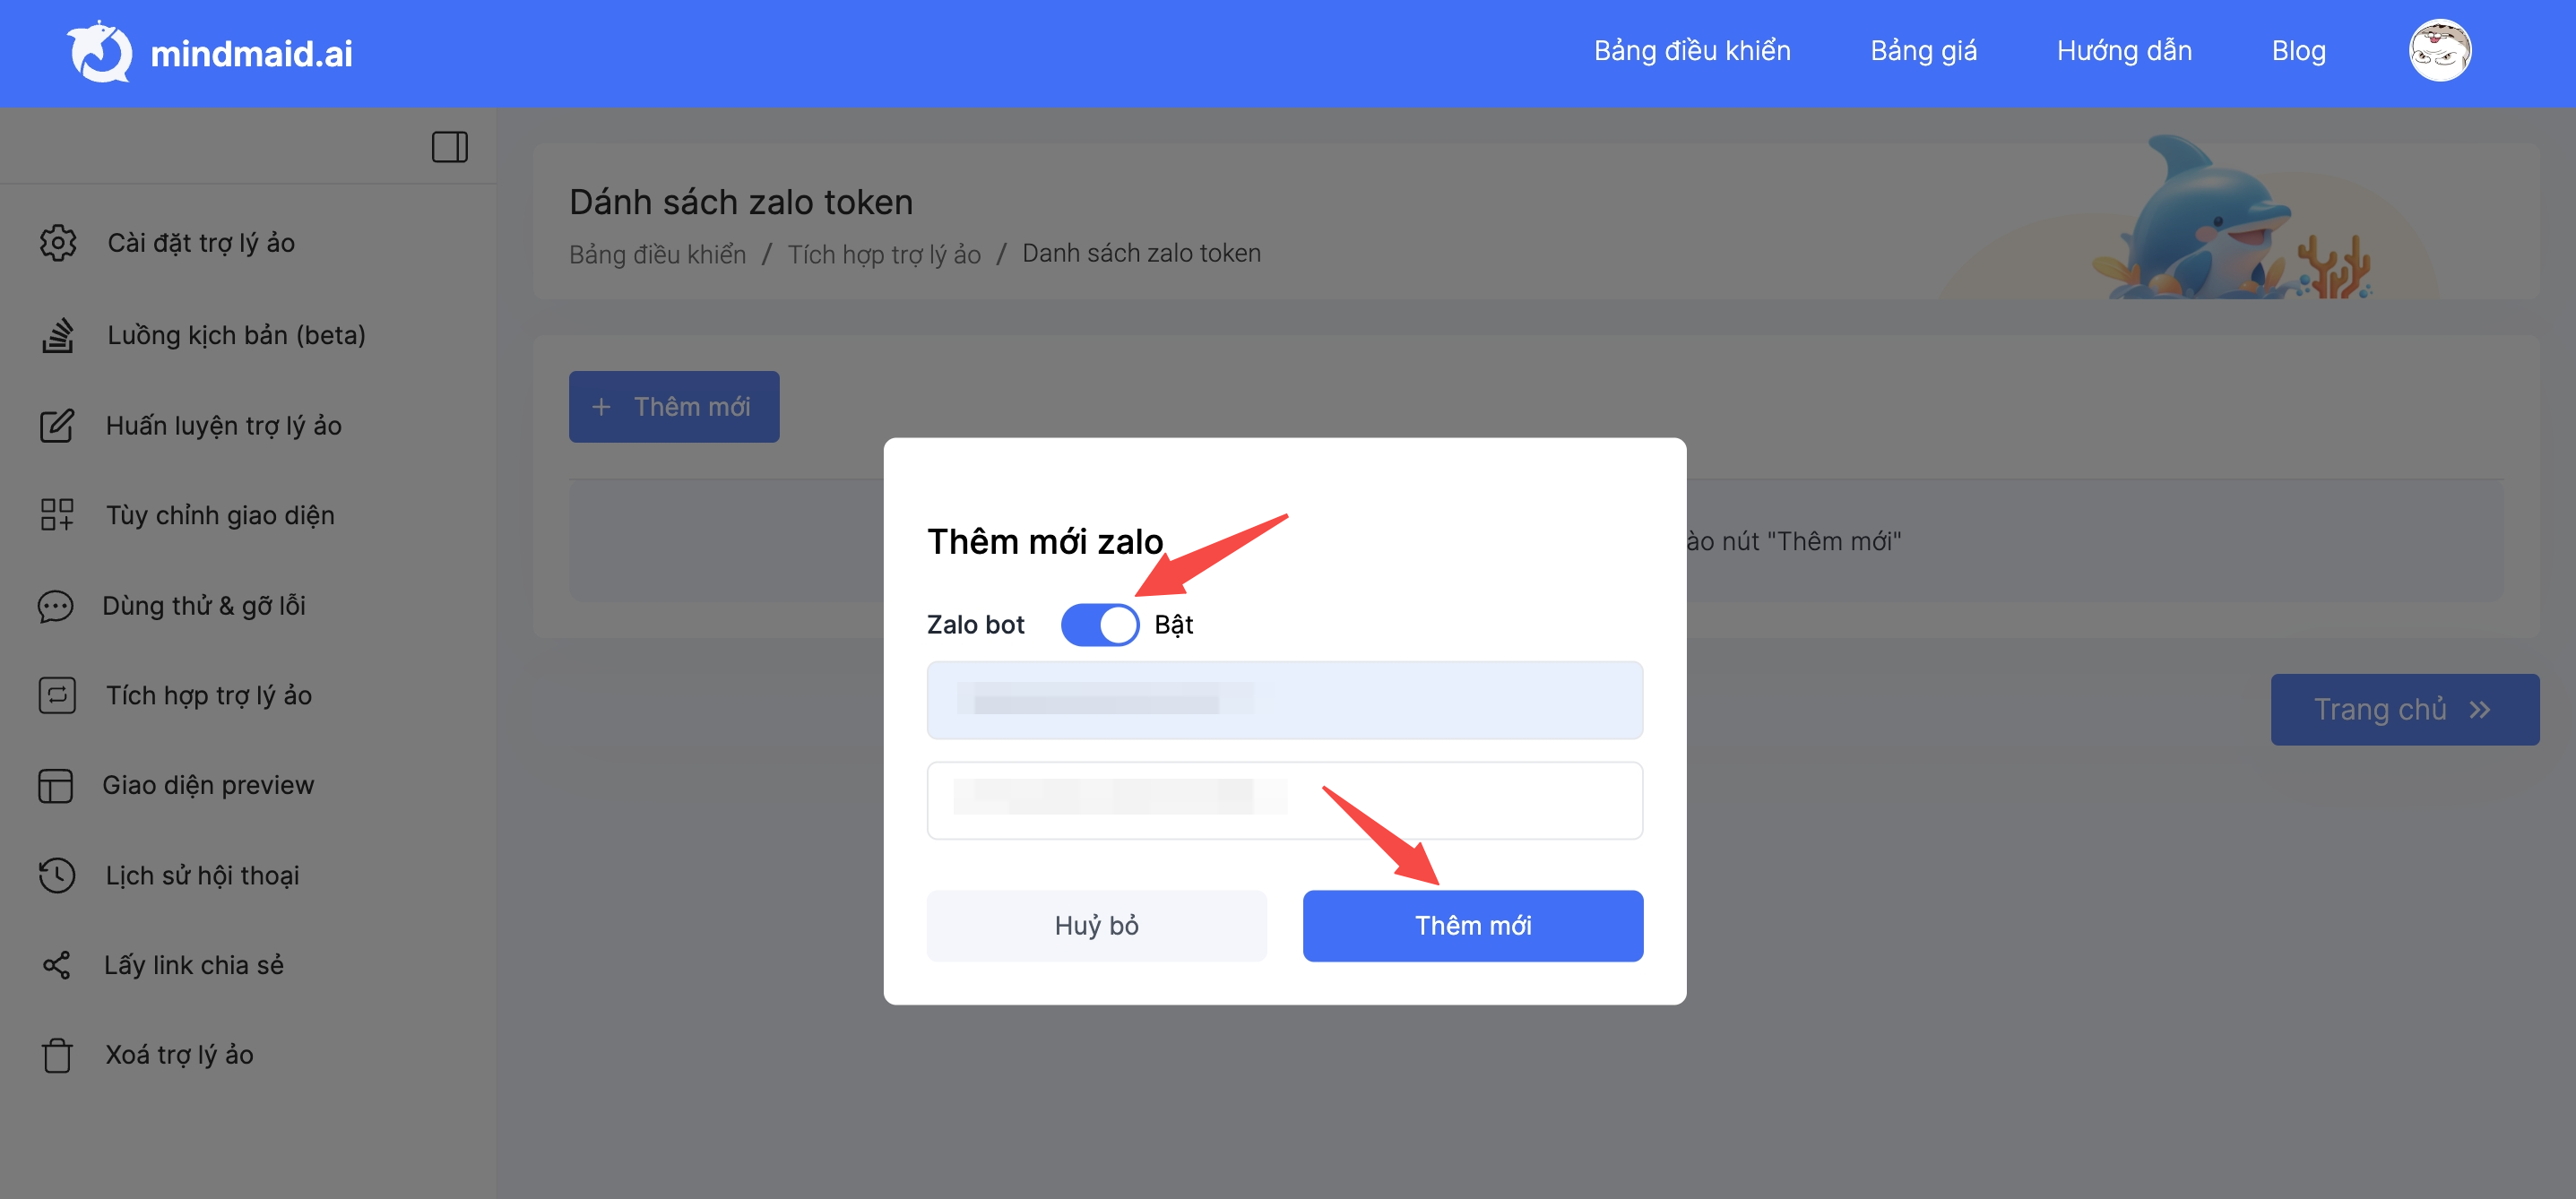 mindmaid.ai
Bảng điều khiển
Bảng giá
Hướng dẫn
Blog
Cài đặt trợ lý ảo
Luồng kịch bản (beta)
Huấn luyện trợ lý ảo
Tùy chỉnh giao diện
Dùng thử & gỡ lỗi
Tích hợp trợ lý ảo
Giao diện preview
Lịch sử hội thoại
Lấy link chia sẻ
Xoá trợ lý ảo
Dánh sách zalo token
Bảng điều khiển / Tích hợp trợ lý ảo / Danh sách zalo token
+ Thêm mới
nút "Thêm mới"
Thêm mới zalo
Zalo bot Bật
Huỷ bỏ
Thêm mới
Trang chủ »